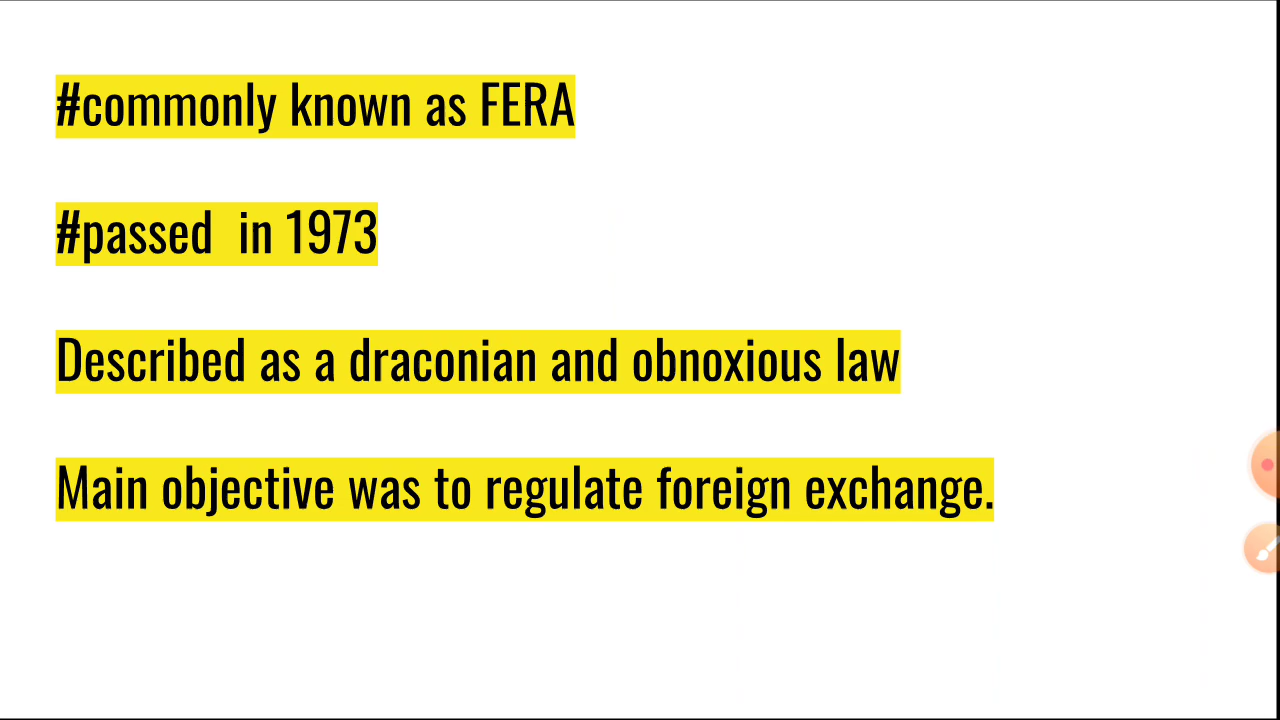 #commonly known as FERA
#passed  in 1973
Described as a draconian and obnoxious law
Main objective was to regulate foreign exchange.